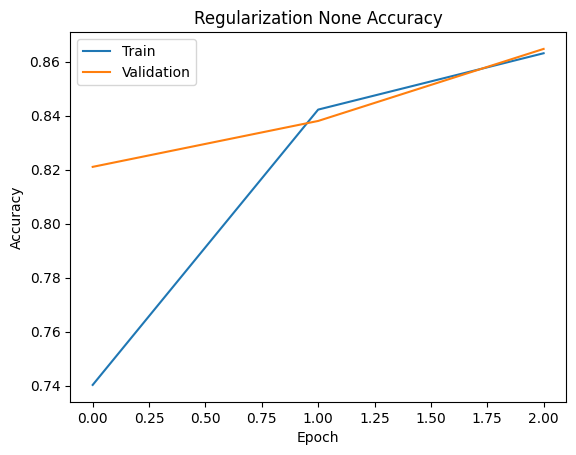 Regularization None Accuracy
Train
Validation
0.86
0.84
0.82
0.80
0.78
0.76
0.74
Accuracy
0.00 0.25 0.50 0.75 1.00 1.25 1.50 1.75 2.00
Epoch